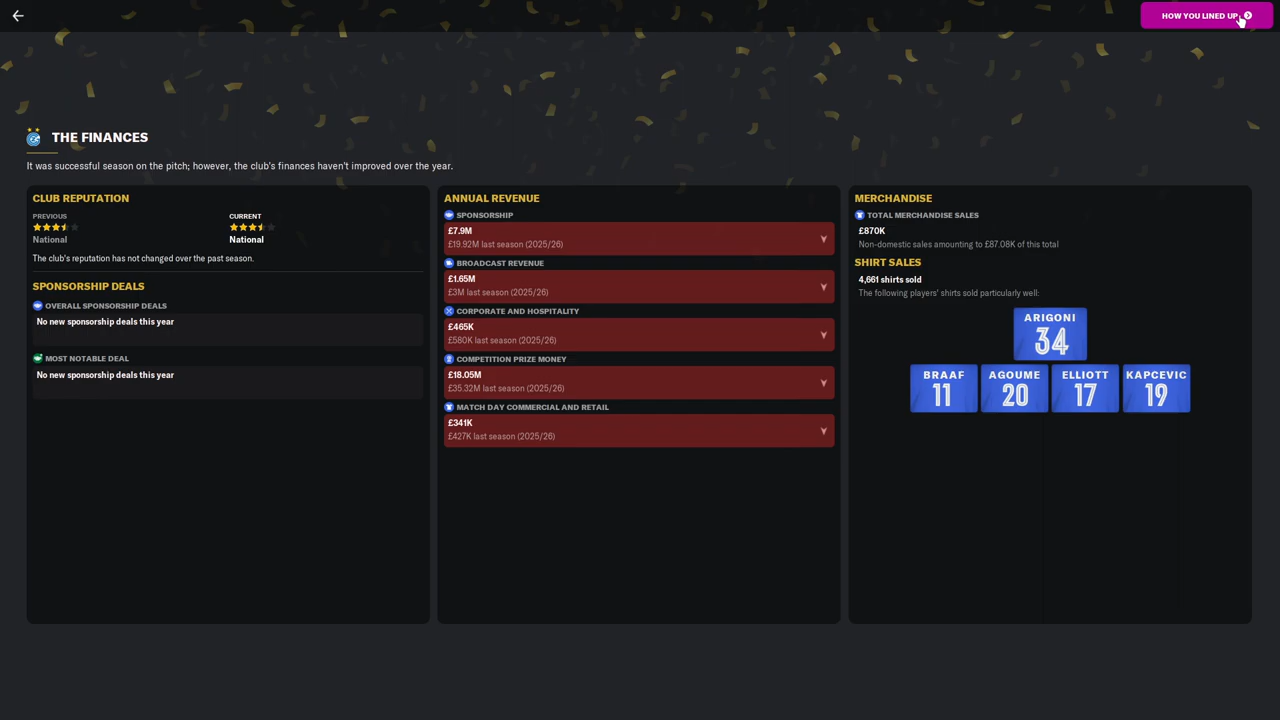 HOW YOU LINED UP
THE FINANCES
It was successful season on the pitch; however, the club's finances haven't improved over the year.
CLUB REPUTATION
PREVIOUS
National
CURRENT
National
The club's reputation has not changed over the past season.
SPONSORSHIP DEALS
OVERALL SPONSORSHIP DEALS
No new sponsorship deals this year
MOST NOTABLE DEAL
No new sponsorship deals this year
ANNUAL REVENUE
SPONSORSHIP
£7.9M
£19.92M last season (2025/26)
BROADCAST REVENUE
£1.65M
£3M last season (2025/26)
CORPORATE AND HOSPITALITY
£465K
£580K last season (2025/26)
COMPETITION PRIZE MONEY
£18.05M
£35.32M last season (2025/26)
MATCH DAY COMMERCIAL AND RETAIL
£341K
£427K last season (2025/26)
MERCHANDISE
TOTAL MERCHANDISE SALES
£870K
Non-domestic sales amounting to £87.08K of this total
SHIRT SALES
4,661 shirts sold
The following players' shirts sold particularly well:
ARIGONI
34
BRAAF
11
AGOUME
20
ELLIOTT
17
KAPCEVIC
19